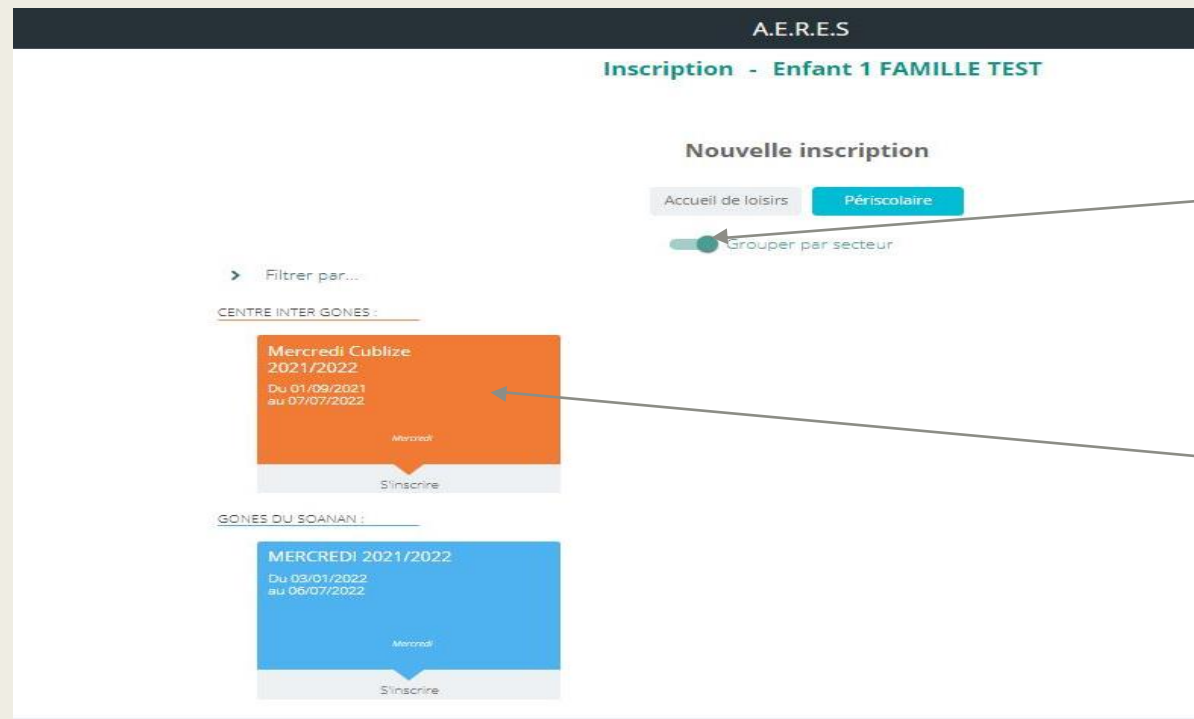 A.E.R.E.S
Inscription - Enfant 1 FAMILLE TEST
Nouvelle inscription
Accueil de loisirs
Périscolaire
Grouper par secteur
> Filtrer par...
CENTRE INTER GONES :
Mercredi Cublize
2021/2022
Du 01/09/2021
au 07/07/2022
Mercredi
S'inscrire
GONES DU SOANAN :
MERCREDI 2021/2022
Du 03/01/2022
au 06/07/2022
Mercredi
S'inscrire